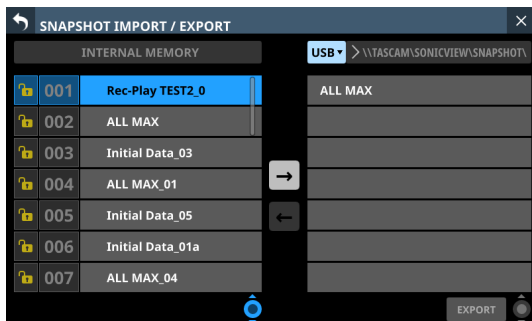 SNAPSHOT IMPORT / EXPORT
INTERNAL MEMORY
USB \\TASCAM\SONICVIEW\SNAPSHOT\
001 Rec-Play TEST2_0
ALL MAX
002 ALL MAX
003 Initial Data_03
004 ALL MAX_01
005 Initial Data_05
006 Initial Data_01a
007 ALL MAX_04
EXPORT